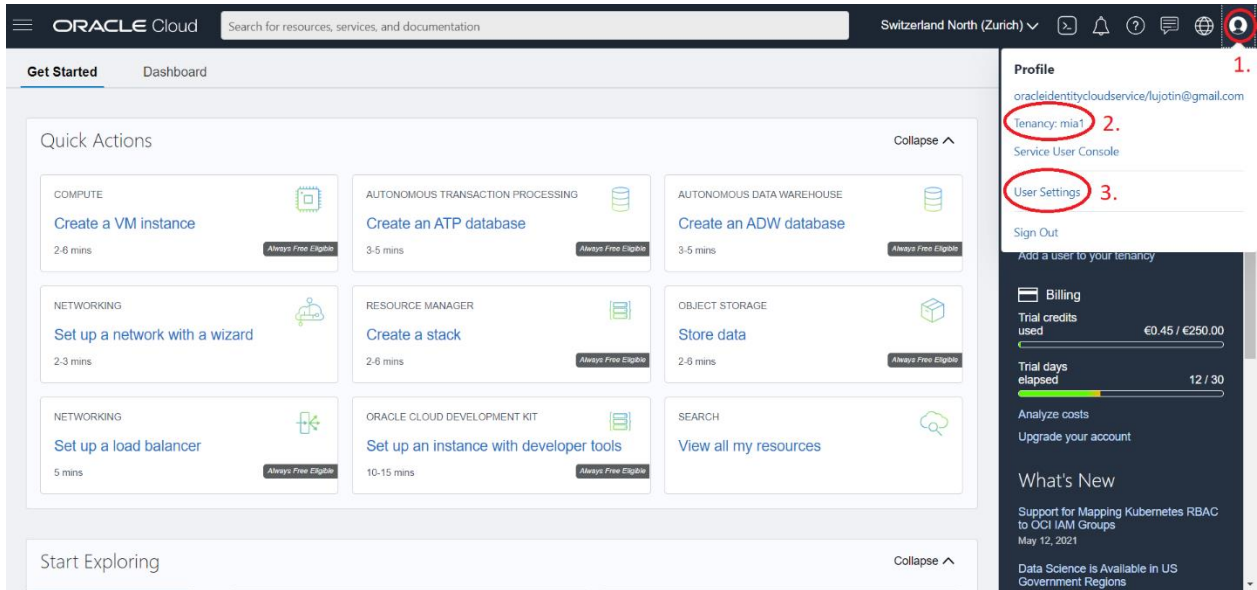 ORACLE Cloud
Search for resources, services, and documentation
Switzerland North (Zurich)
1.
Get Started
Dashboard
Profile
oracleidentitycloudservice/lujotin@gmail.com
Tenancy: mia1
2.
Service User Console
User Settings
3.
Sign Out
Quick Actions
Collapse
COMPUTE
Create a VM instance
2-6 mins
Always Free Eligible
AUTONOMOUS TRANSACTION PROCESSING
Create an ATP database
3-5 mins
Always Free Eligible
AUTONOMOUS DATA WAREHOUSE
Create an ADW database
3-5 mins
Always Free Eligible
NETWORKING
Set up a network with a wizard
2-3 mins
RESOURCE MANAGER
Create a stack
2-6 mins
Always Free Eligible
OBJECT STORAGE
Store data
2-6 mins
Always Free Eligible
NETWORKING
Set up a load balancer
5 mins
Always Free Eligible
ORACLE CLOUD DEVELOPMENT KIT
Set up an instance with developer tools
10-15 mins
Always Free Eligible
SEARCH
View all my resources
Start Exploring
Collapse
Add a user to your tenancy
Billing
Trial credits
used
€0.45 / €250.00
Trial days
elapsed
12 / 30
Analyze costs
Upgrade your account
What's New
Support for Mapping Kubernetes RBAC
to OCI IAM Groups
May 12, 2021
Data Science is Available in US
Government Regions